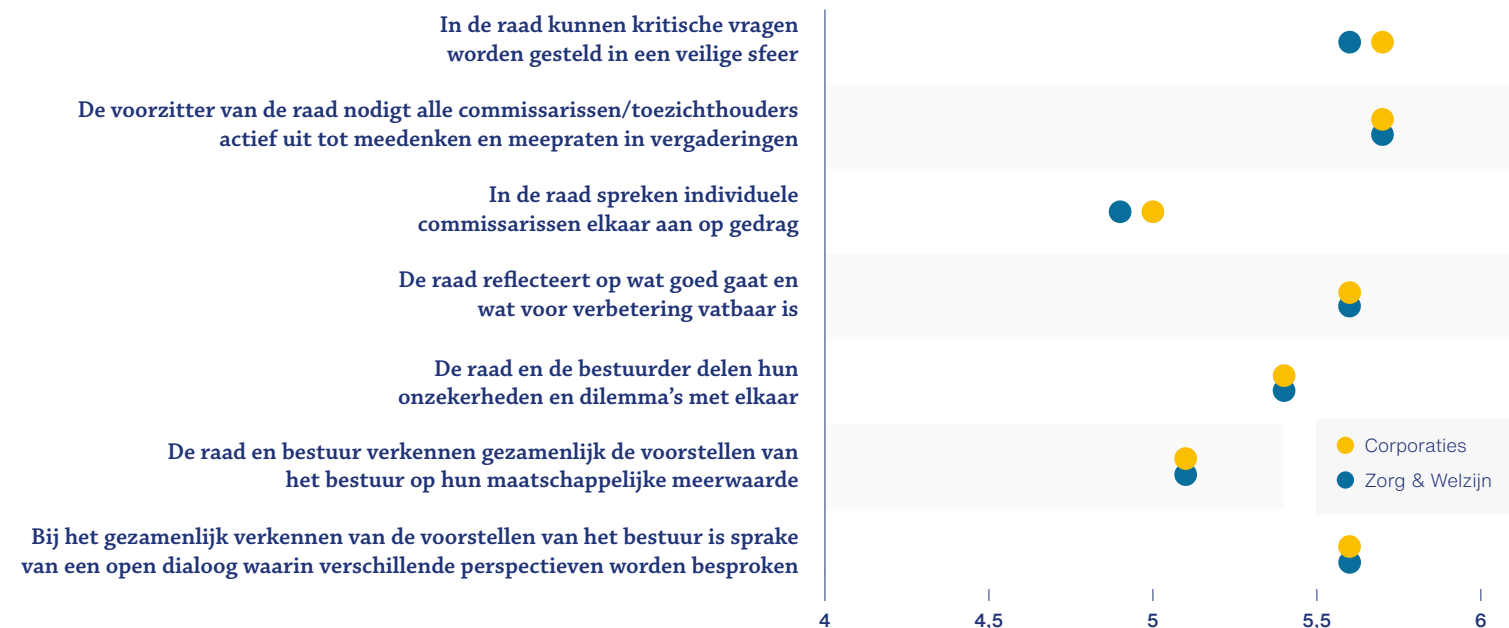 In de raad kunnen kritische vragen
worden gesteld in een veilige sfeer
De voorzitter van de raad nodigt alle commissarissen/toezichthouders
actief uit tot meedenken en meepraten in vergaderingen
In de raad spreken individuele
commissarissen elkaar aan op gedrag
De raad reflecteert op wat goed gaat en
wat voor verbetering vatbaar is
De raad en de bestuurder delen hun
onzekerheden en dilemma's met elkaar
De raad en bestuur verkennen gezamenlijk de voorstellen van
het bestuur op hun maatschappelijke meerwaarde
Bij het gezamenlijk verkennen van de voorstellen van het bestuur is sprake
van een open dialoog waarin verschillende perspectieven worden besproken
Corporaties
Zorg & Welzijn
4 4,5 5 5,5 6